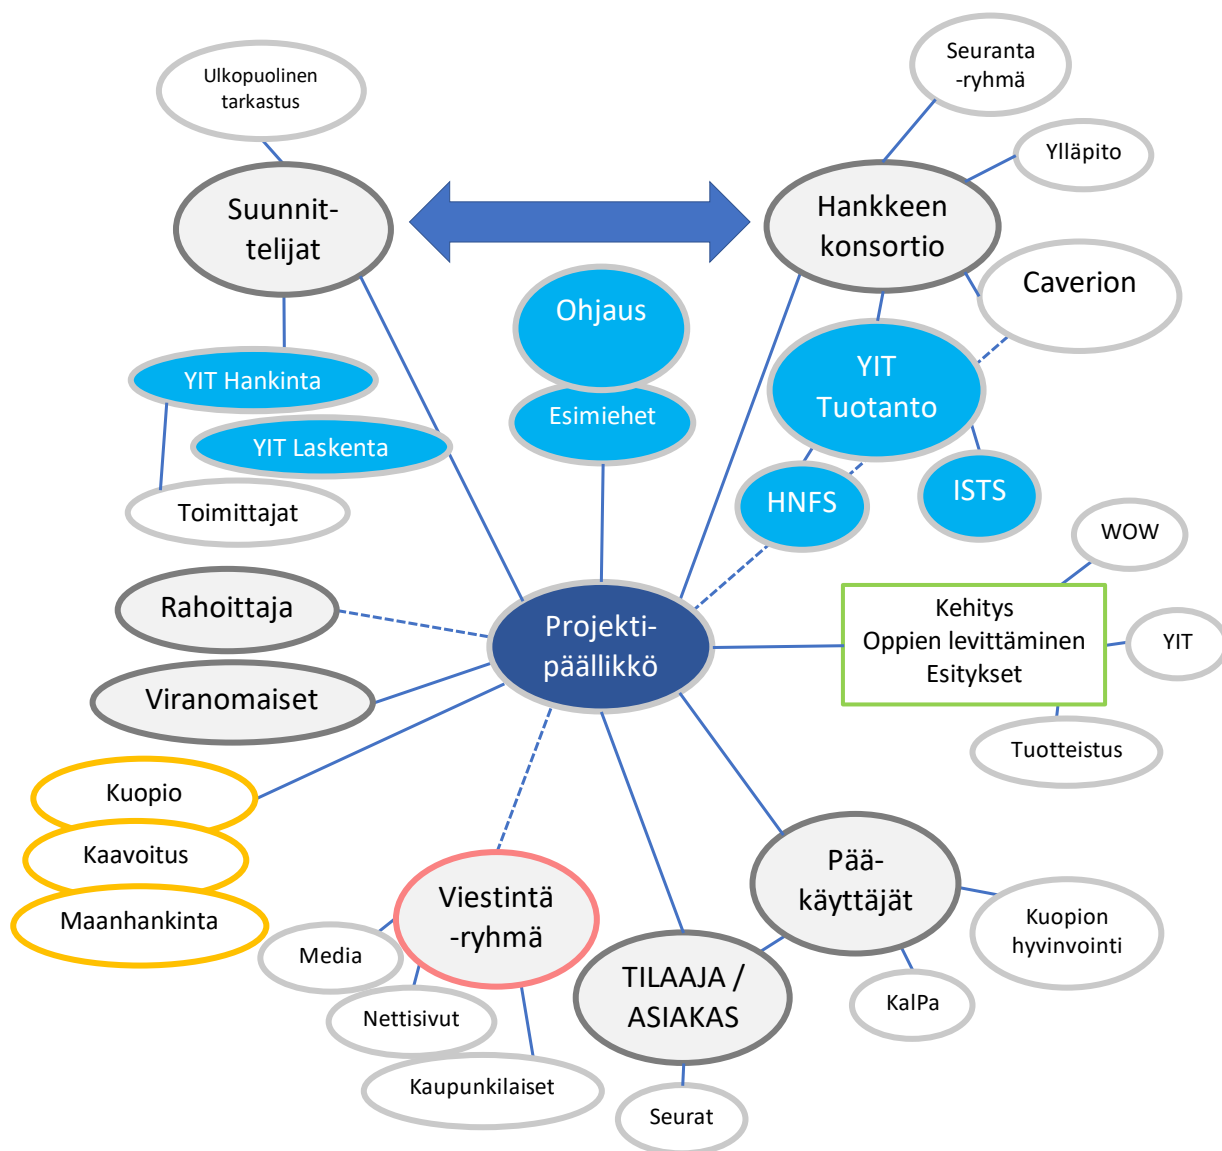 Ulkopuolinen
tarkastus
Seuranta
-ryhmä
Ylläpito
Suunnit-
telijat
Hankkeen
konsortio
Caverion
Ohjaus
Esimiehet
YIT Hankinta
YIT Laskenta
Toimittajat
YIT
Tuotanto
HNFS
ISTS
WOW
Rahoittaja
Viranomaiset
Projekti-
päällikkö
Kehitys
Oppien levittäminen
Esitykset
YIT
Tuotteistus
Kuopio
Kaavoitus
Maanhankinta
Viestintä
-ryhmä
Media
Nettisivut
Kaupunkilaiset
Pää-
käyttäjät
Kuopion
hyvinvointi
KalPa
TILAAJA /
ASIAKAS
Seurat